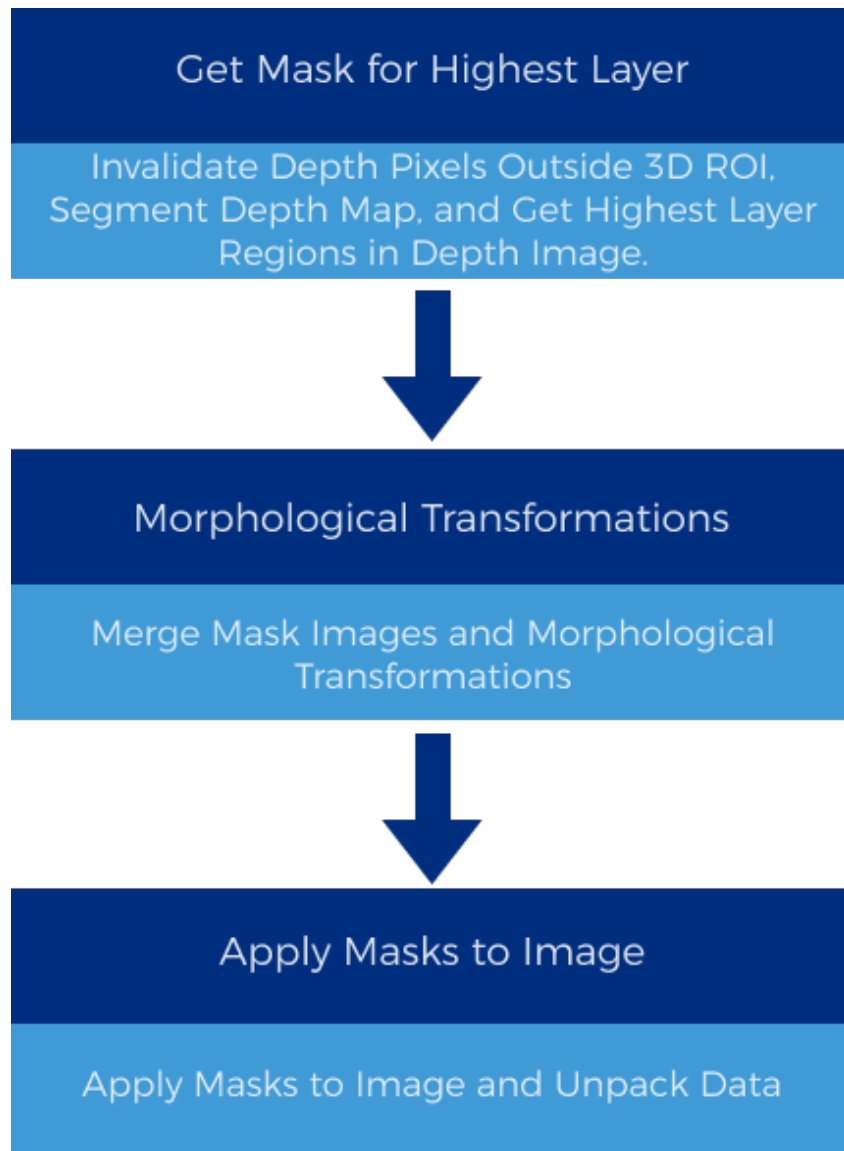 Get Mask for Highest Layer
Invalidate Depth Pixels Outside 3D ROI,
Segment Depth Map, and Get Highest Layer
Regions in Depth Image.
Morphological Transformations
Merge Mask Images and Morphological
Transformations
Apply Masks to Image
Apply Masks to Image and Unpack Data